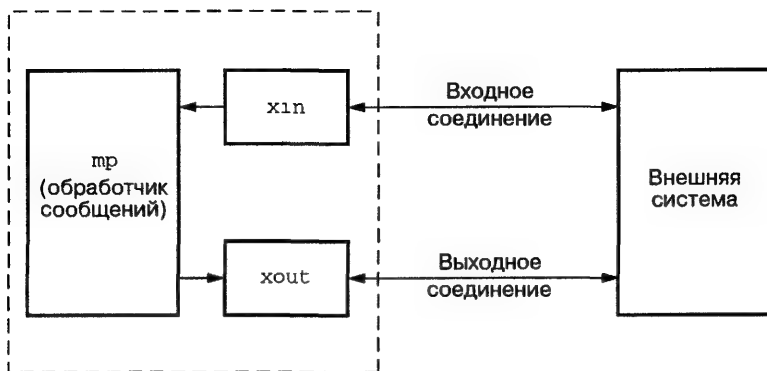 xin
Входное
соединение
mp
(обработчик
сообщений)
Внешняя
система
xout
Выходное
соединение